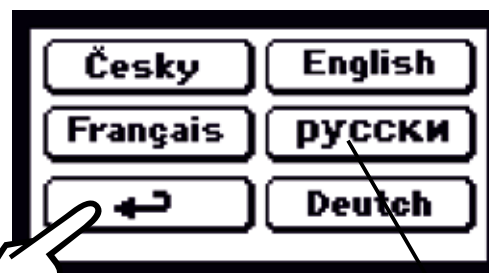 Česky English
Français русски
Deutch